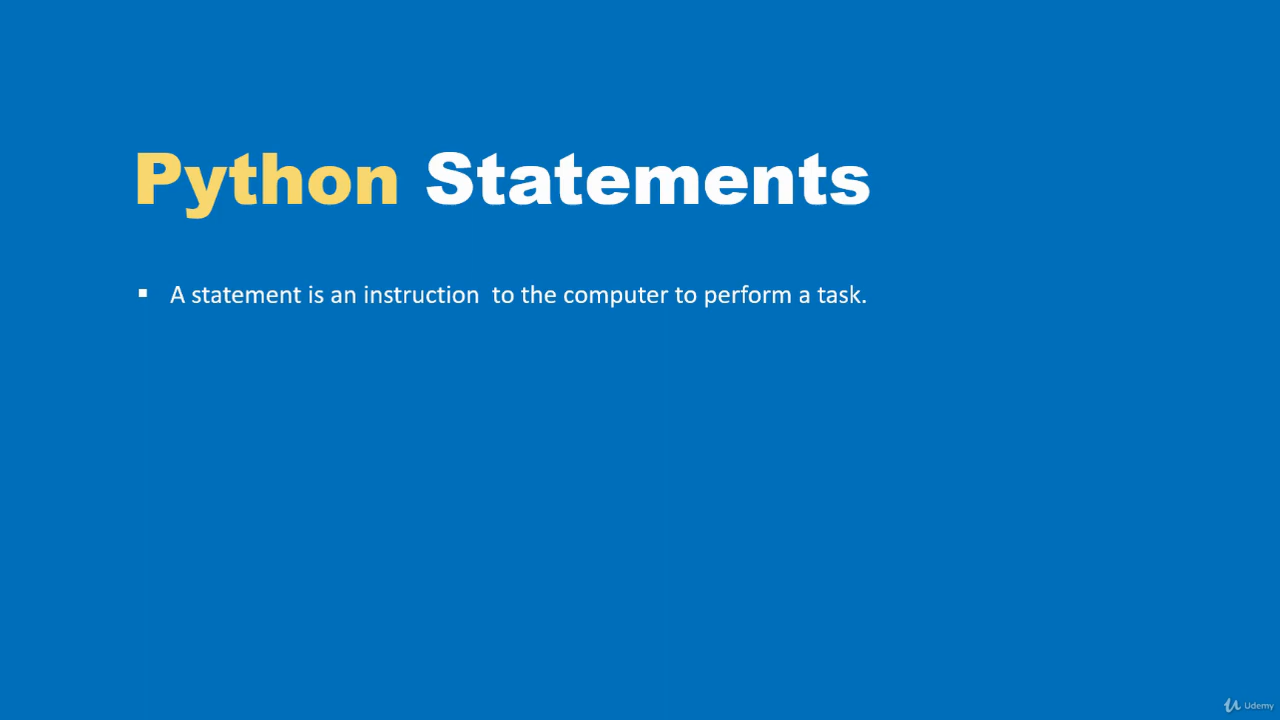 Python Statements
▪ A statement is an instruction  to the computer to perform a task.
Udemy